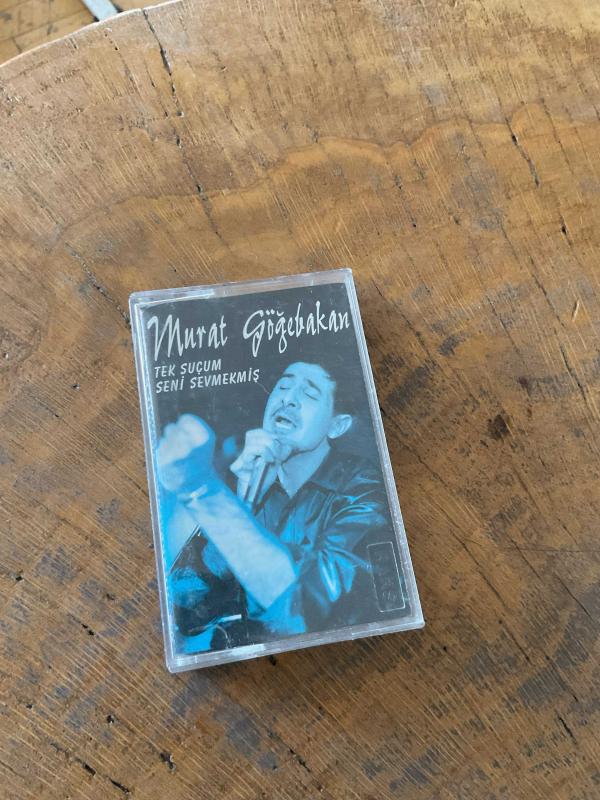 Murat Göğebakan
TEK SUÇUM
SENİ SEVMEKMİŞ